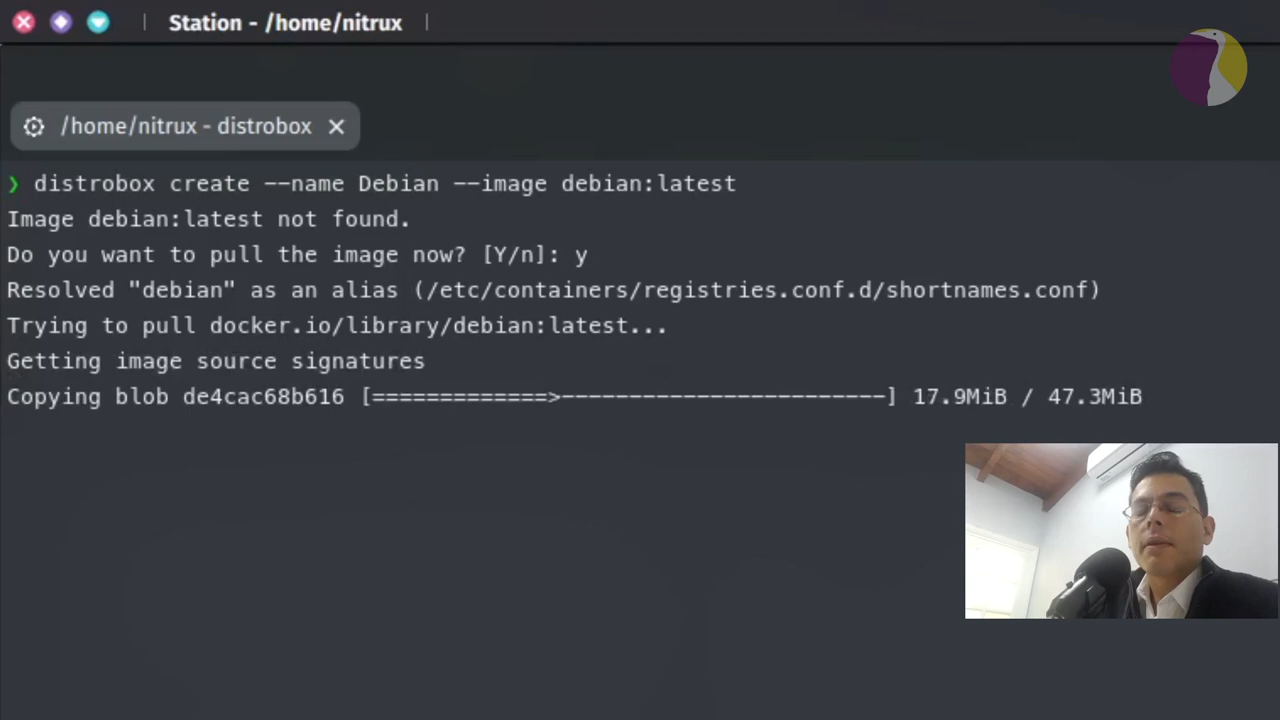 Station - /home/nitrux
/home/nitrux - distrobox
❯ distrobox create --name Debian --image debian:latest
Image debian:latest not found.
Do you want to pull the image now? [Y/n]: y
Resolved "debian" as an alias (/etc/containers/registries.conf.d/shortnames.conf)
Trying to pull docker.io/library/debian:latest...
Getting image source signatures
Copying blob de4cac68b616 [=============>------------------------] 17.9MiB / 47.3MiB